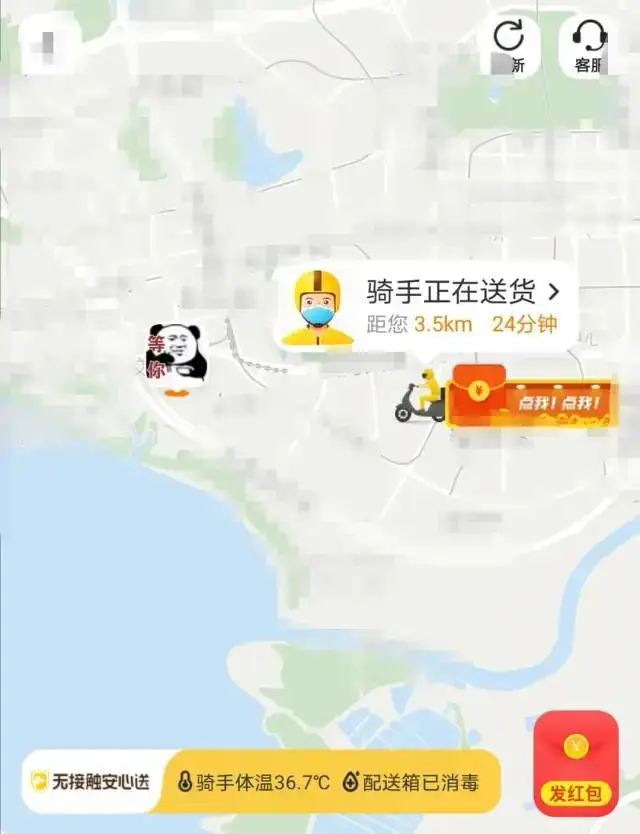 新
客服
骑手正在送货
距您 3.5km 24分钟
等
你
点我！点我！
¥
无接触安心送
骑手体温36.7℃
配送箱已消毒
¥
发红包